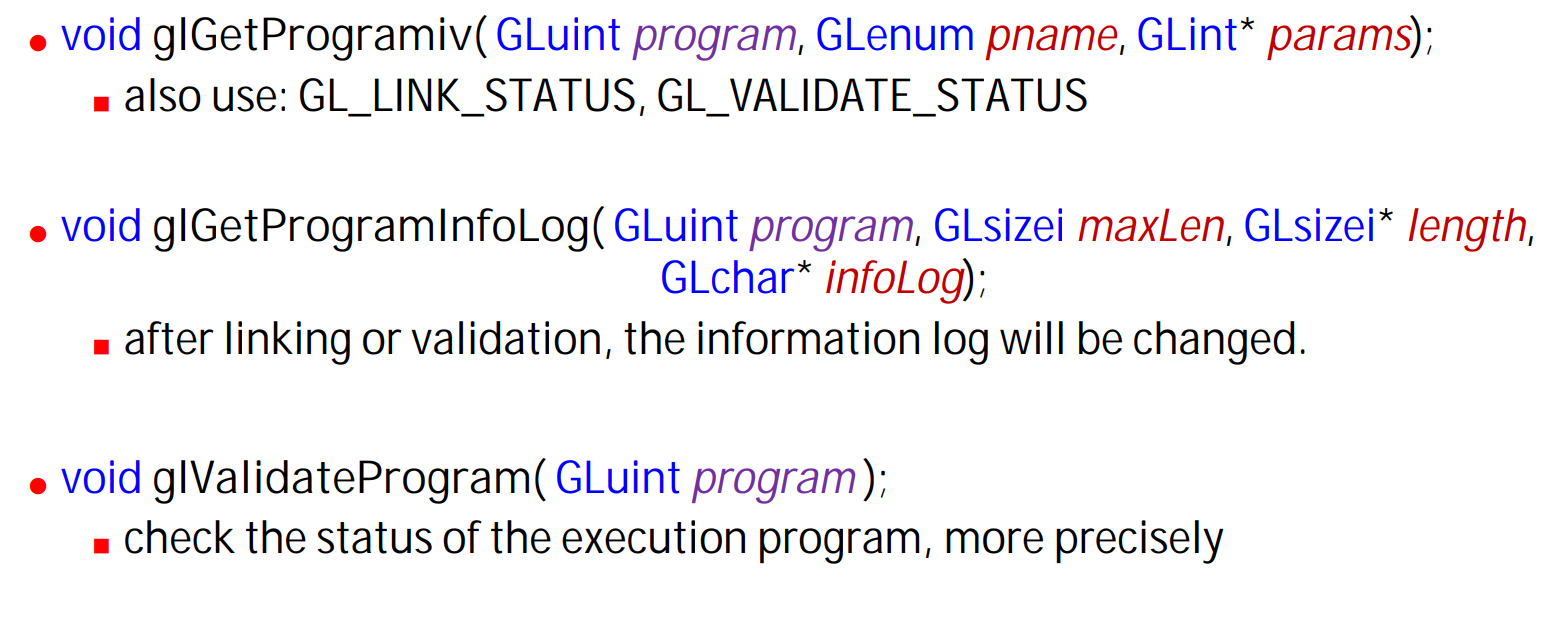 ● void glGetProgramiv( GLuint program, GLenum pname, GLint* params);
■ also use: GL_LINK_STATUS, GL_VALIDATE_STATUS
● void glGetProgramInfoLog( GLuint program, GLsizei maxLen, GLsizei* length,
GLchar* infoLog);
■ after linking or validation, the information log will be changed.
● void glValidateProgram( GLuint program );
■ check the status of the execution program, more precisely